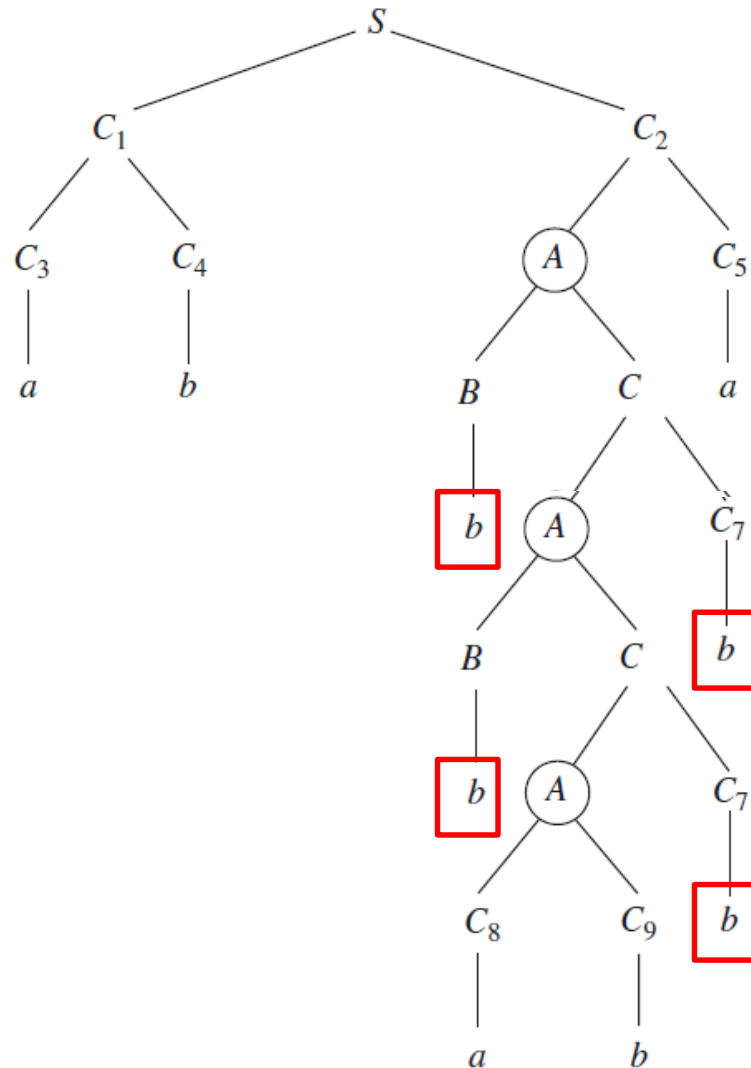 S
C₁ C₂
C₃ C₄ A C₅
a b B C a
b A C₇
B C b
b A C₇
C₈ C₉ b
a b